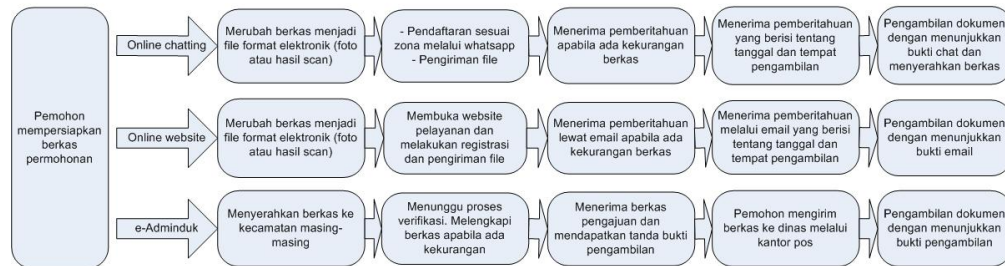 Pemohon
mempersiapkan
berkas
permohonan
Online chatting
Merubah berkas menjadi
file format elektronik (foto
atau hasil scan)
- Pendaftaran sesuai
zona melalui whatsapp
- Pengiriman file
Menerima pemberitahuan
apabila ada kekurangan
berkas
Menerima pemberitahuan
yang berisi tentang
tanggal dan tempat
pengambilan
Pengambilan dokumen
dengan menunjukkan
bukti chat dan
menyerahkan berkas
Online website
Merubah berkas menjadi
file format elektronik (foto
atau hasil scan)
Membuka website
pelayanan dan
melakukan registrasi
dan pengiriman file
Menerima pemberitahuan
lewat email apabila ada
kekurangan berkas
Menerima pemberitahuan
melalui email yang berisi
tentang tanggal dan
tempat pengambilan
Pengambilan dokumen
dengan menunjukkan
bukti email
e-Adminduk
Menyerahkan berkas ke
kecamatan masing-
masing
Menunggu proses
verifikasi. Melengkapi
berkas apabila ada
kekurangan
Menerima berkas
pengajuan dan
mendapatkan tanda bukti
pengambilan
Pemohon mengirim
berkas ke dinas melalui
kantor pos
Pengambilan dokumen
dengan menunjukkan
bukti pengambilan